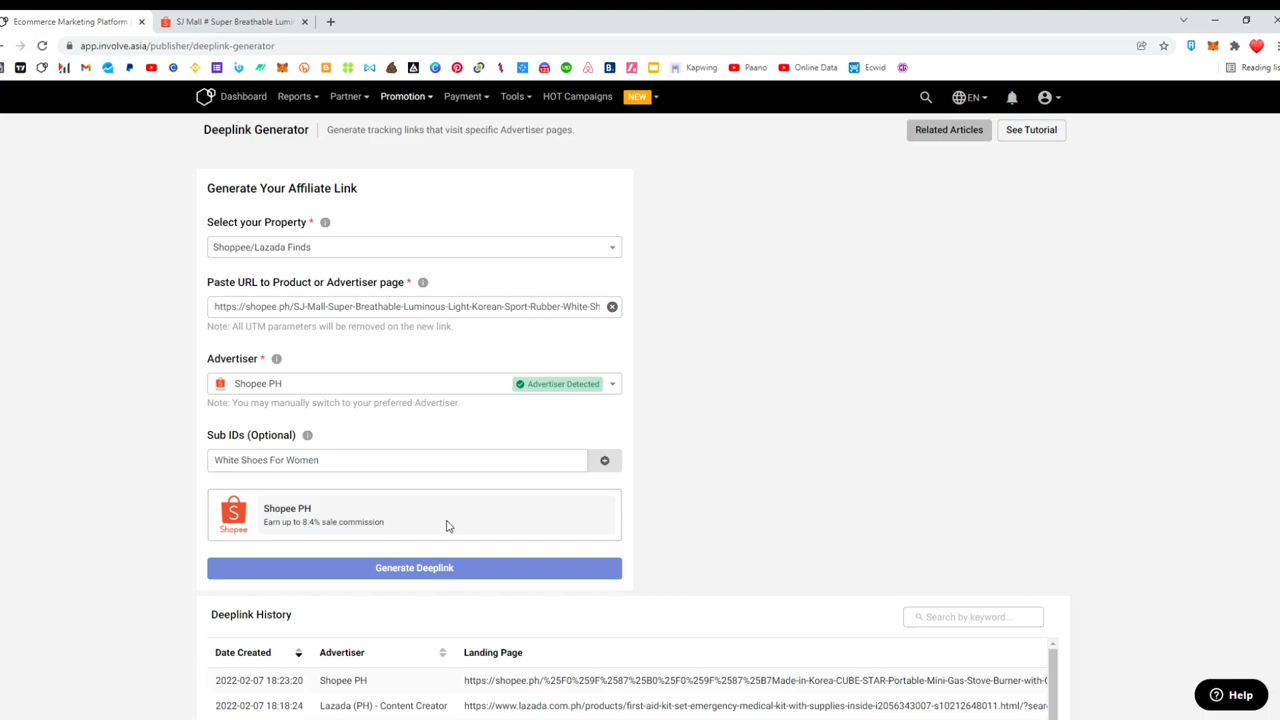 Ecommerce Marketing Platform
SJ Mall # Super Breathable Lumin
app.involve.asia/publisher/deeplink-generator
Kapwing
Paano
Online Data
Ecwid
Reading lis
Dashboard
Reports
Partner
Promotion
Payment
Tools
HOT Campaigns
NEW
EN
Deeplink Generator
Generate tracking links that visit specific Advertiser pages.
Related Articles
See Tutorial
Generate Your Affiliate Link
Select your Property *
Shoppee/Lazada Finds
Paste URL to Product or Advertiser page *
https://shopee.ph/SJ-Mall-Super-Breathable-Luminous-Light-Korean-Sport-Rubber-White-Sh
Note: All UTM parameters will be removed on the new link.
Advertiser *
Shopee PH
Advertiser Detected
Note: You may manually switch to your preferred Advertiser.
Sub IDs (Optional)
White Shoes For Women
Shopee
Shopee PH
Earn up to 8.4% sale commission
Generate Deeplink
Deeplink History
Search by keyword...
Date Created
Advertiser
Landing Page
2022-02-07 18:23:20
Shopee PH
https://shopee.ph/%25F0%259F%2587%25B0%25F0%259F%2587%25B7Made-in-Korea-CUBE-STAR-Portable-Mini-Gas-Stove-Burner-with-C
2022-02-07 18:18:24
Lazada (PH) - Content Creator
https://www.lazada.com.ph/products/first-aid-kit-set-emergency-medical-kit-with-supplies-inside-i2056343007-s10212648011.html/?sear
Help